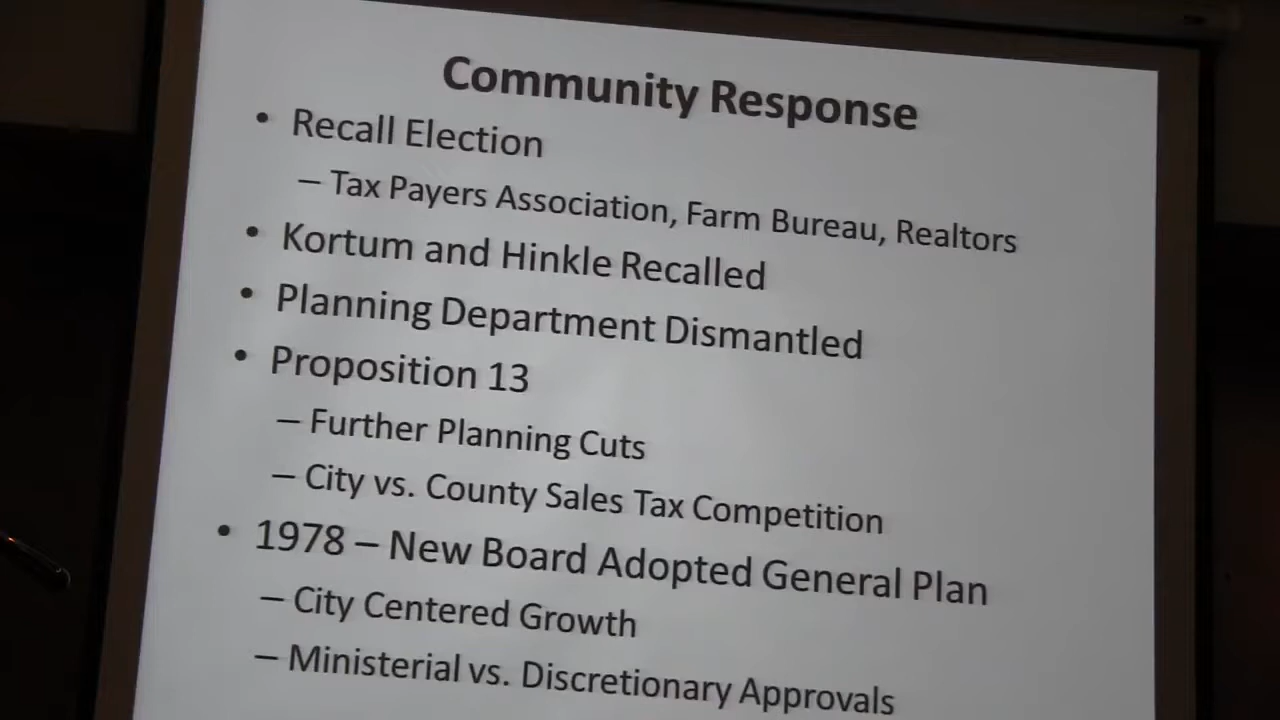 Community Response
• Recall Election
– Tax Payers Association, Farm Bureau, Realtors
• Kortum and Hinkle Recalled
• Planning Department Dismantled
• Proposition 13
– Further Planning Cuts
– City vs. County Sales Tax Competition
• 1978 – New Board Adopted General Plan
– City Centered Growth
– Ministerial vs. Discretionary Approvals